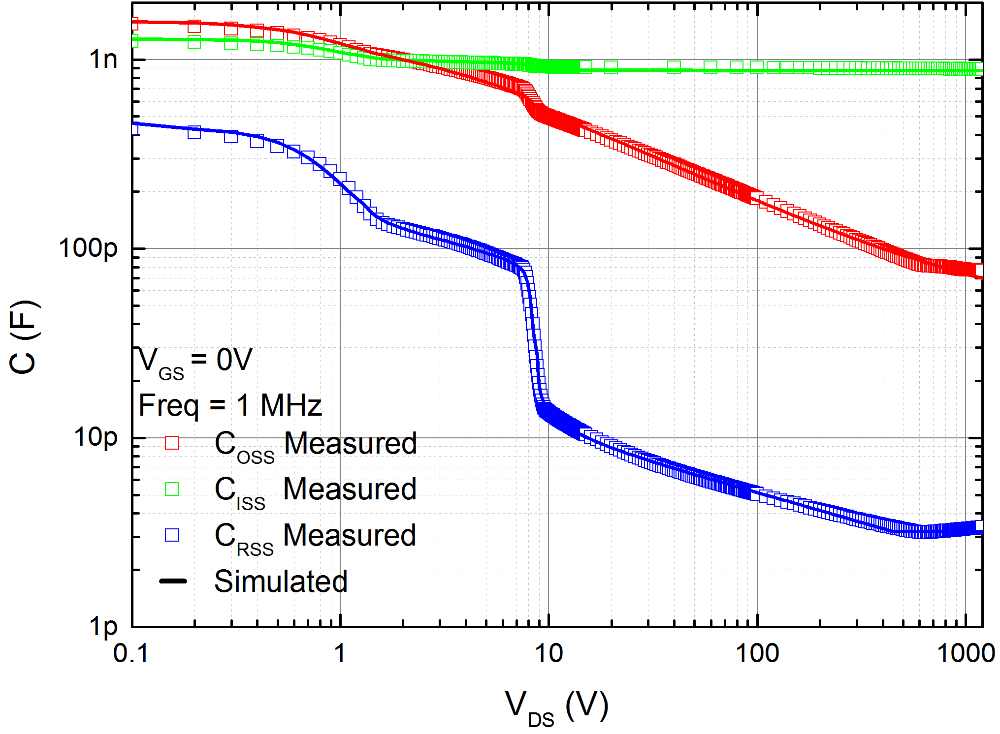 1n
100p
10p
1p
C (F)
VGS = 0V
Freq = 1 MHz
COSS Measured
CISS Measured
CRSS Measured
Simulated
0.1 1 10 100 1000
VDS (V)